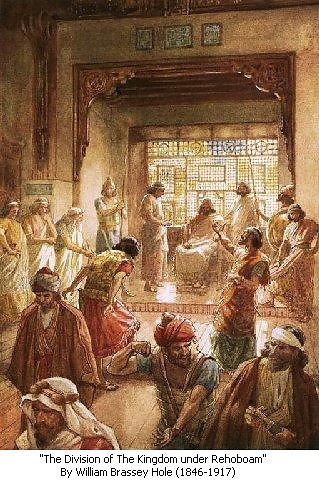 "The Division of The Kingdom under Rehoboam"
By William Brassey Hole (1846-1917)